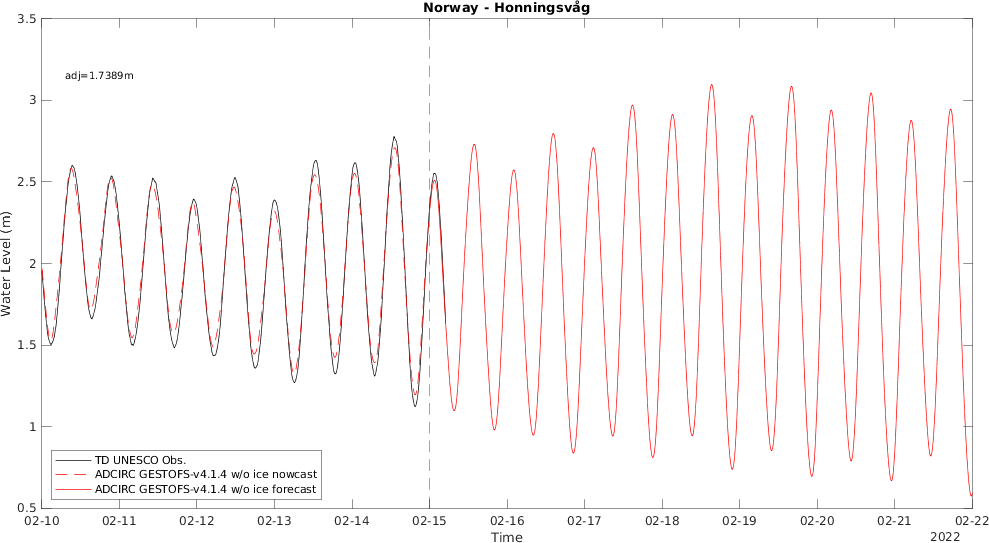 Norway - Honningsvåg
3.5
adj=1.7389m
3
2.5
2
1.5
1
0.5
Water Level (m)
TD UNESCO Obs.
ADCIRC GESTOFS-v4.1.4 w/o ice nowcast
ADCIRC GESTOFS-v4.1.4 w/o ice forecast
02-10 02-11 02-12 02-13 02-14 02-15 02-16 02-17 02-18 02-19 02-20 02-21 02-22
Time
2022